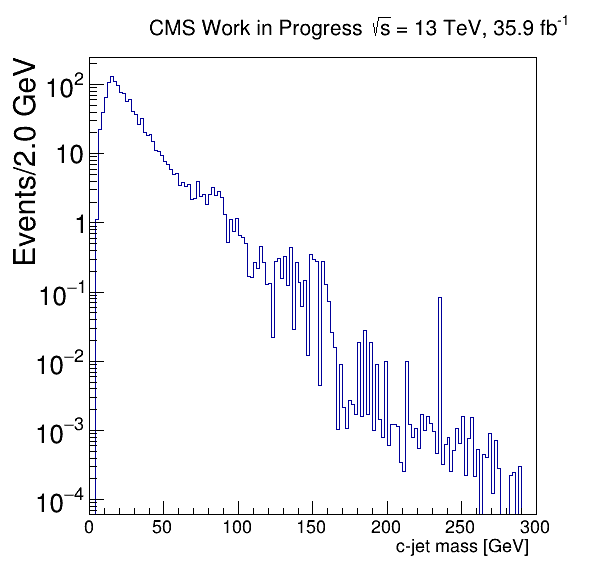 CMS Work in Progress √s = 13 TeV, 35.9 fb⁻¹
Events/2.0 GeV
10²
10
1
10⁻¹
10⁻²
10⁻³
10⁻⁴
0 50 100 150 200 250 300
c-jet mass [GeV]